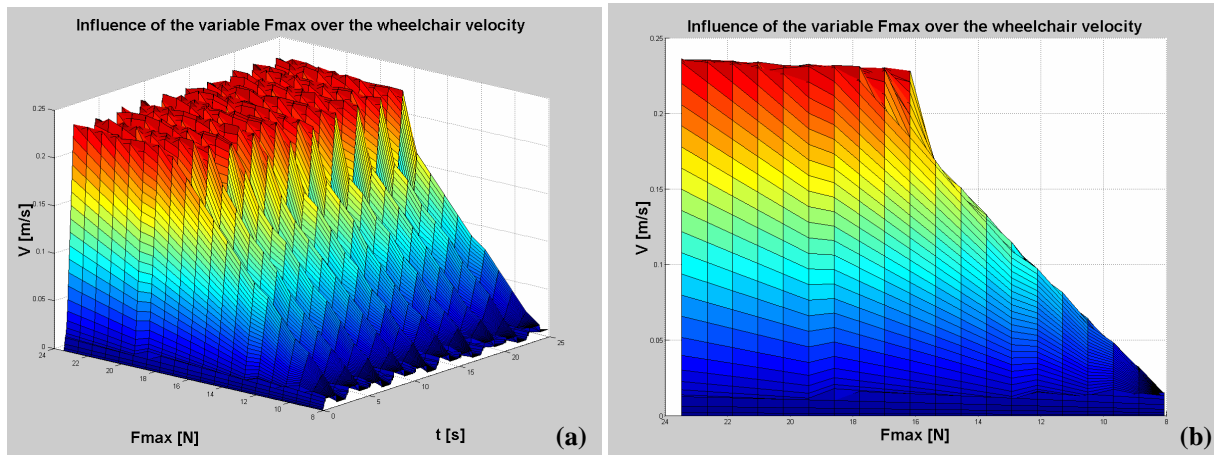 Influence of the variable Fmax over the wheelchair velocity
0.25
0.2
0.15
0.1
0.05
0
V [m/s]
24
22
20
18
16
14
12
10
8
Fmax [N]
0
5
10
15
20
25
t [s]
(a)
Influence of the variable Fmax over the wheelchair velocity
0.25
0.2
0.15
0.1
0.05
0
V [m/s]
24 22 20 18 16 14 12 10 8
Fmax [N]
(b)